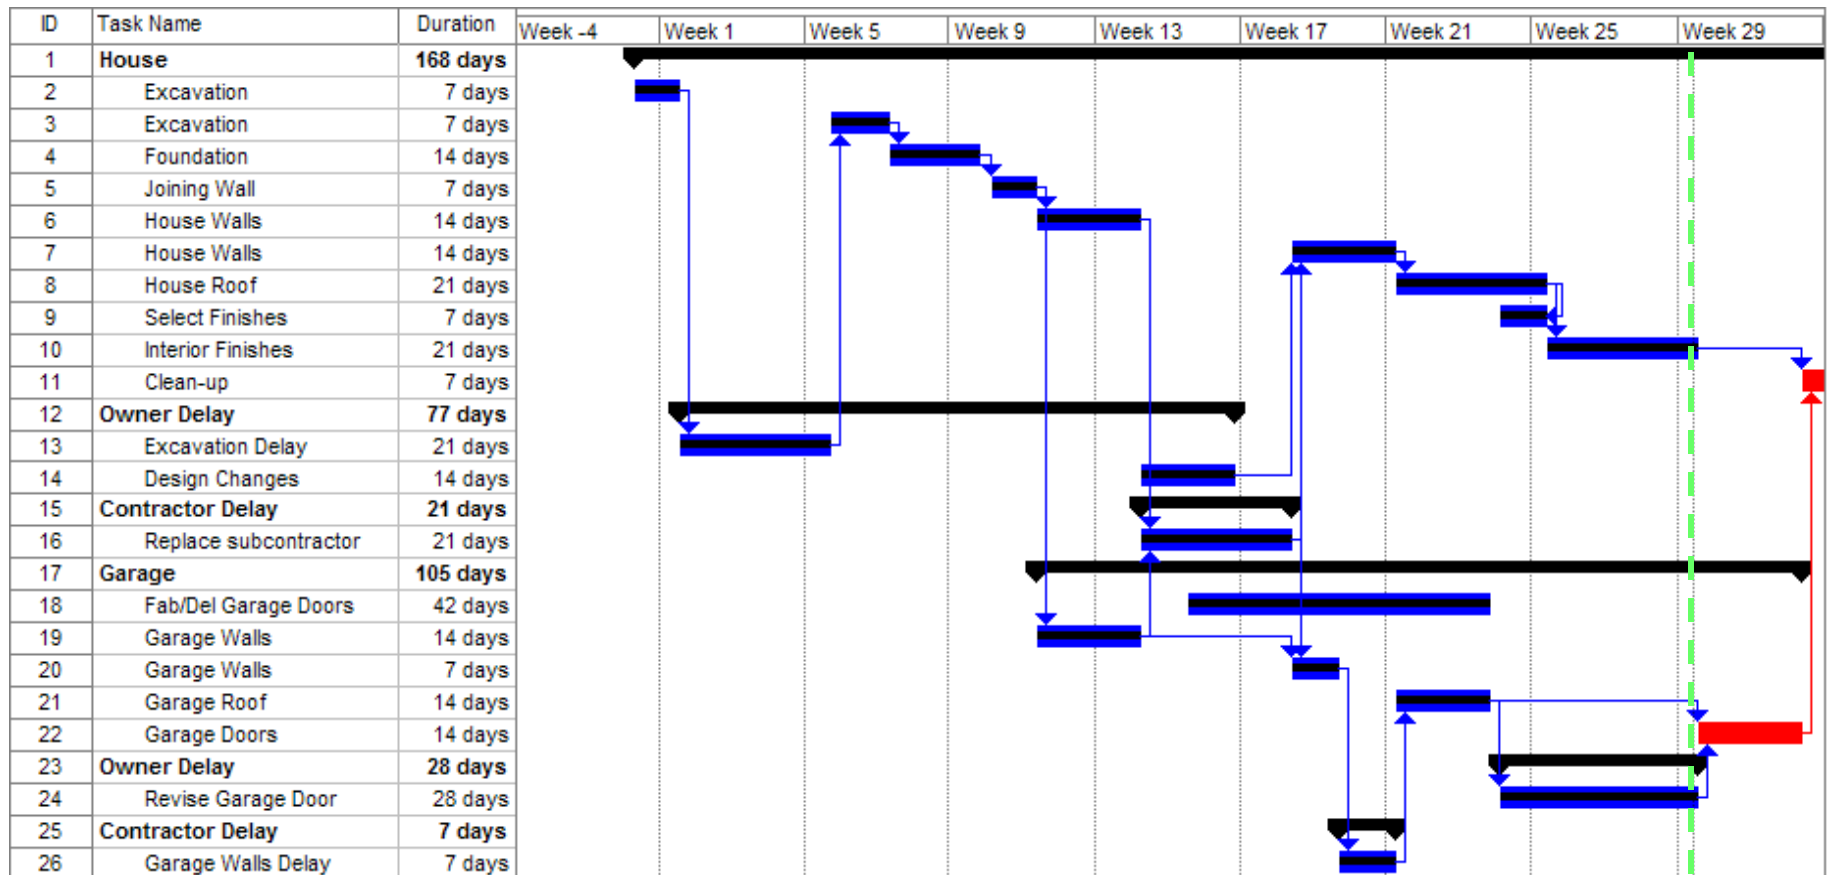 ID Task Name Duration Week -4 Week 1 Week 5 Week 9 Week 13 Week 17 Week 21 Week 25 Week 29
1 House 168 days
2 Excavation 7 days
3 Excavation 7 days
4 Foundation 14 days
5 Joining Wall 7 days
6 House Walls 14 days
7 House Walls 14 days
8 House Roof 21 days
9 Select Finishes 7 days
10 Interior Finishes 21 days
11 Clean-up 7 days
12 Owner Delay 77 days
13 Excavation Delay 21 days
14 Design Changes 14 days
15 Contractor Delay 21 days
16 Replace subcontractor 21 days
17 Garage 105 days
18 Fab/Del Garage Doors 42 days
19 Garage Walls 14 days
20 Garage Walls 7 days
21 Garage Roof 14 days
22 Garage Doors 14 days
23 Owner Delay 28 days
24 Revise Garage Door 28 days
25 Contractor Delay 7 days
26 Garage Walls Delay 7 days